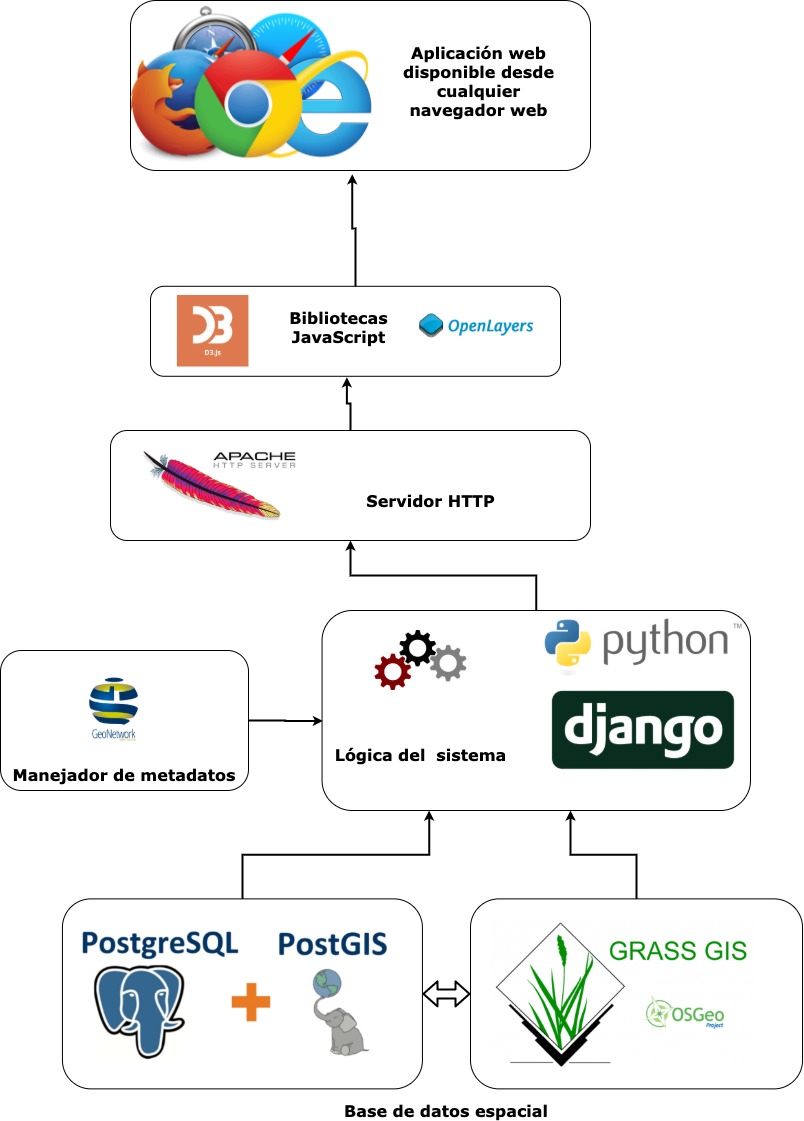 Aplicación web
disponible desde
cualquier
navegador web
D3.js
Bibliotecas
JavaScript
OpenLayers
APACHE
HTTP SERVER
Servidor HTTP
python™
django
Lógica del sistema
GeoNetwork
Manejador de metadatos
PostgreSQL
PostGIS
GRASS GIS
OSGeo
Project
Base de datos espacial